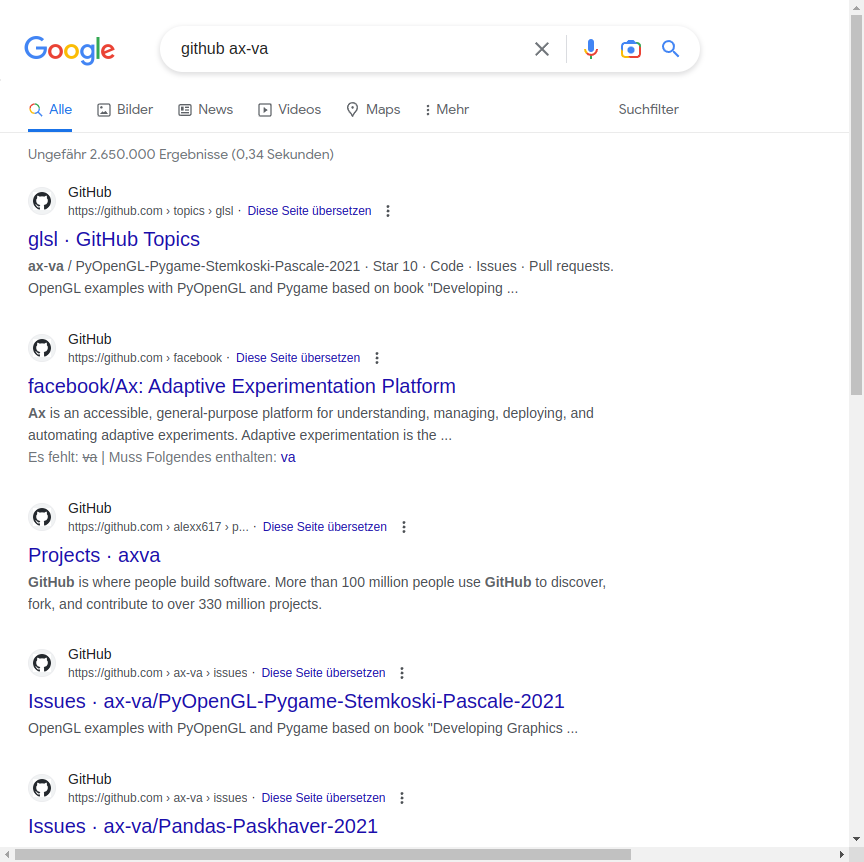 Google
github ax-va
Alle Bilder News Videos Maps Mehr Suchfilter
Ungefähr 2.650.000 Ergebnisse (0,34 Sekunden)
GitHub
https://github.com › topics › glsl · Diese Seite übersetzen
glsl · GitHub Topics
ax-va / PyOpenGL-Pygame-Stemkoski-Pascale-2021 · Star 10 · Code · Issues · Pull requests.
OpenGL examples with PyOpenGL and Pygame based on book "Developing ...
GitHub
https://github.com › facebook · Diese Seite übersetzen
facebook/Ax: Adaptive Experimentation Platform
Ax is an accessible, general-purpose platform for understanding, managing, deploying, and
automating adaptive experiments. Adaptive experimentation is the ...
Es fehlt: va | Muss Folgendes enthalten: va
GitHub
https://github.com › alexx617 › p... · Diese Seite übersetzen
Projects · axva
GitHub is where people build software. More than 100 million people use GitHub to discover,
fork, and contribute to over 330 million projects.
GitHub
https://github.com › ax-va › issues · Diese Seite übersetzen
Issues · ax-va/PyOpenGL-Pygame-Stemkoski-Pascale-2021
OpenGL examples with PyOpenGL and Pygame based on book "Developing Graphics ...
GitHub
https://github.com › ax-va › issues · Diese Seite übersetzen
Issues · ax-va/Pandas-Paskhaver-2021